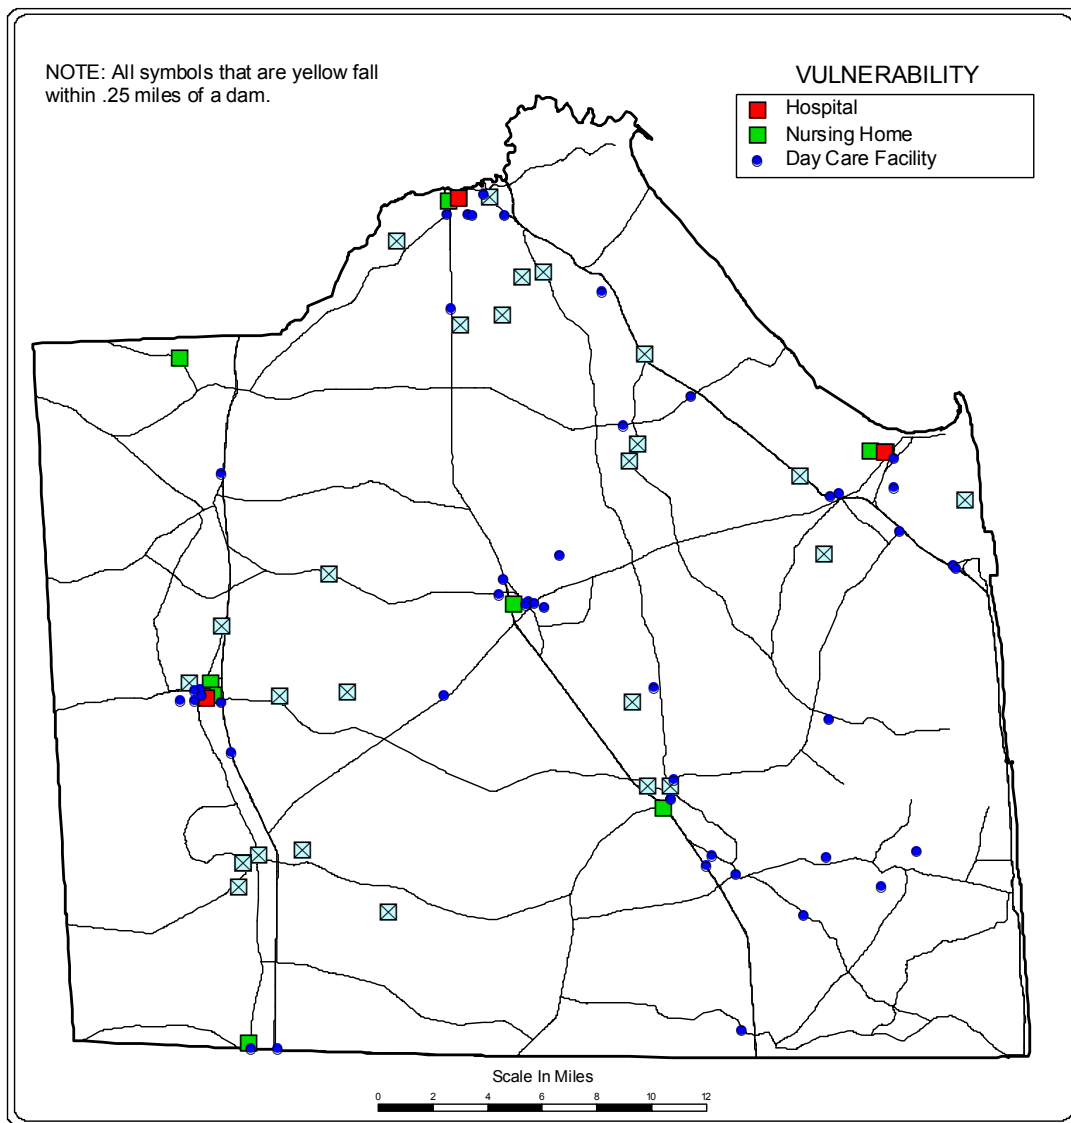 NOTE: All symbols that are yellow fall
within .25 miles of a dam.
VULNERABILITY
Hospital
Nursing Home
Day Care Facility
Scale In Miles
0 2 4 6 8 10 12